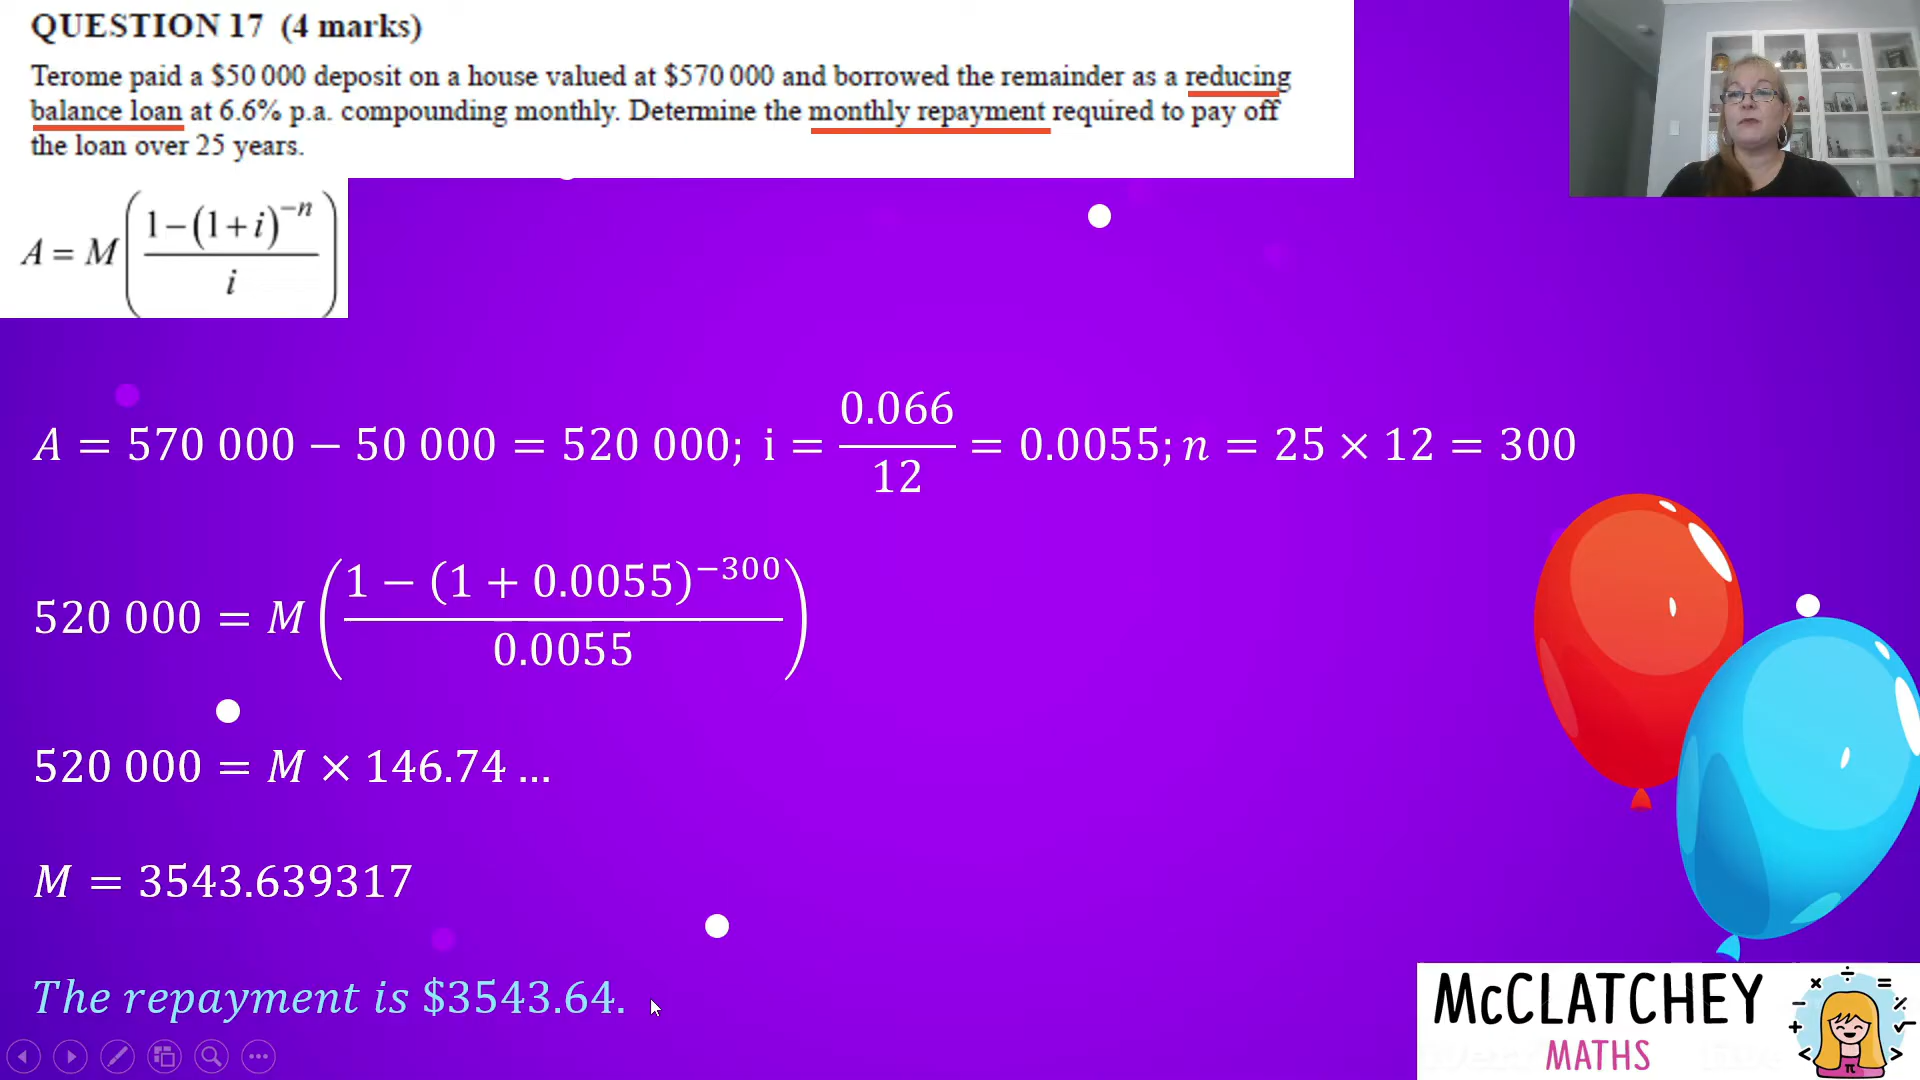 QUESTION 17 (4 marks)
Terome paid a $50 000 deposit on a house valued at $570 000 and borrowed the remainder as a reducing
balance loan at 6.6% p.a. compounding monthly. Determine the monthly repayment required to pay off
the loan over 25 years.
A = M((1−(1+i)^−n)/i)
A = 570 000 − 50 000 = 520 000; i = 0.066/12 = 0.0055; n = 25 × 12 = 300
520 000 = M((1 − (1 + 0.0055)^−300)/0.0055)
520 000 = M × 146.74 ...
M = 3543.639317
The repayment is $3543.64.
McCLATCHEY
MATHS